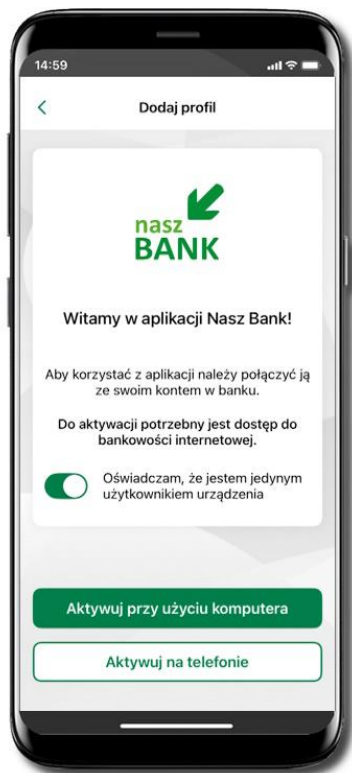 14:59
Dodaj profil
nasz
BANK
Witamy w aplikacji Nasz Bank!
Aby korzystać z aplikacji należy połączyć ją
ze swoim kontem w banku.
Do aktywacji potrzebny jest dostęp do
bankowości internetowej.
Oświadczam, że jestem jedynym
użytkownikiem urządzenia
Aktywuj przy użyciu komputera
Aktywuj na telefonie